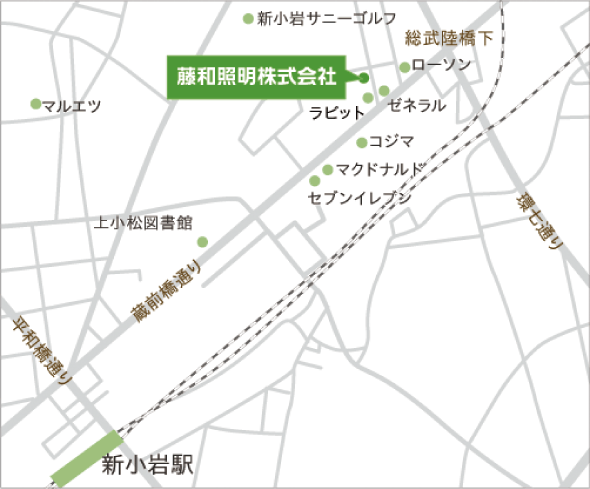 新小岩サニーゴルフ
総武陸橋下
ローソン
藤和照明株式会社
マルエツ
ゼネラル
ラビット
コジマ
マクドナルド
セブンイレブン
環七通り
上小松図書館
蔵前橋通り
平和橋通り
新小岩駅